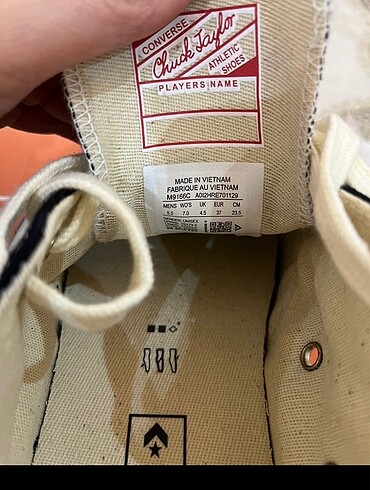 CONVERSE
Chuck Taylor
ATHLETIC
SHOES
PLAYERS NAME
MADE IN VIETNAM
FABRIQUE AU VIETNAM
M9166C A02HRE701129
MENS WO'S UK EUR CM
5.5 7.0 4.5 37 23.5